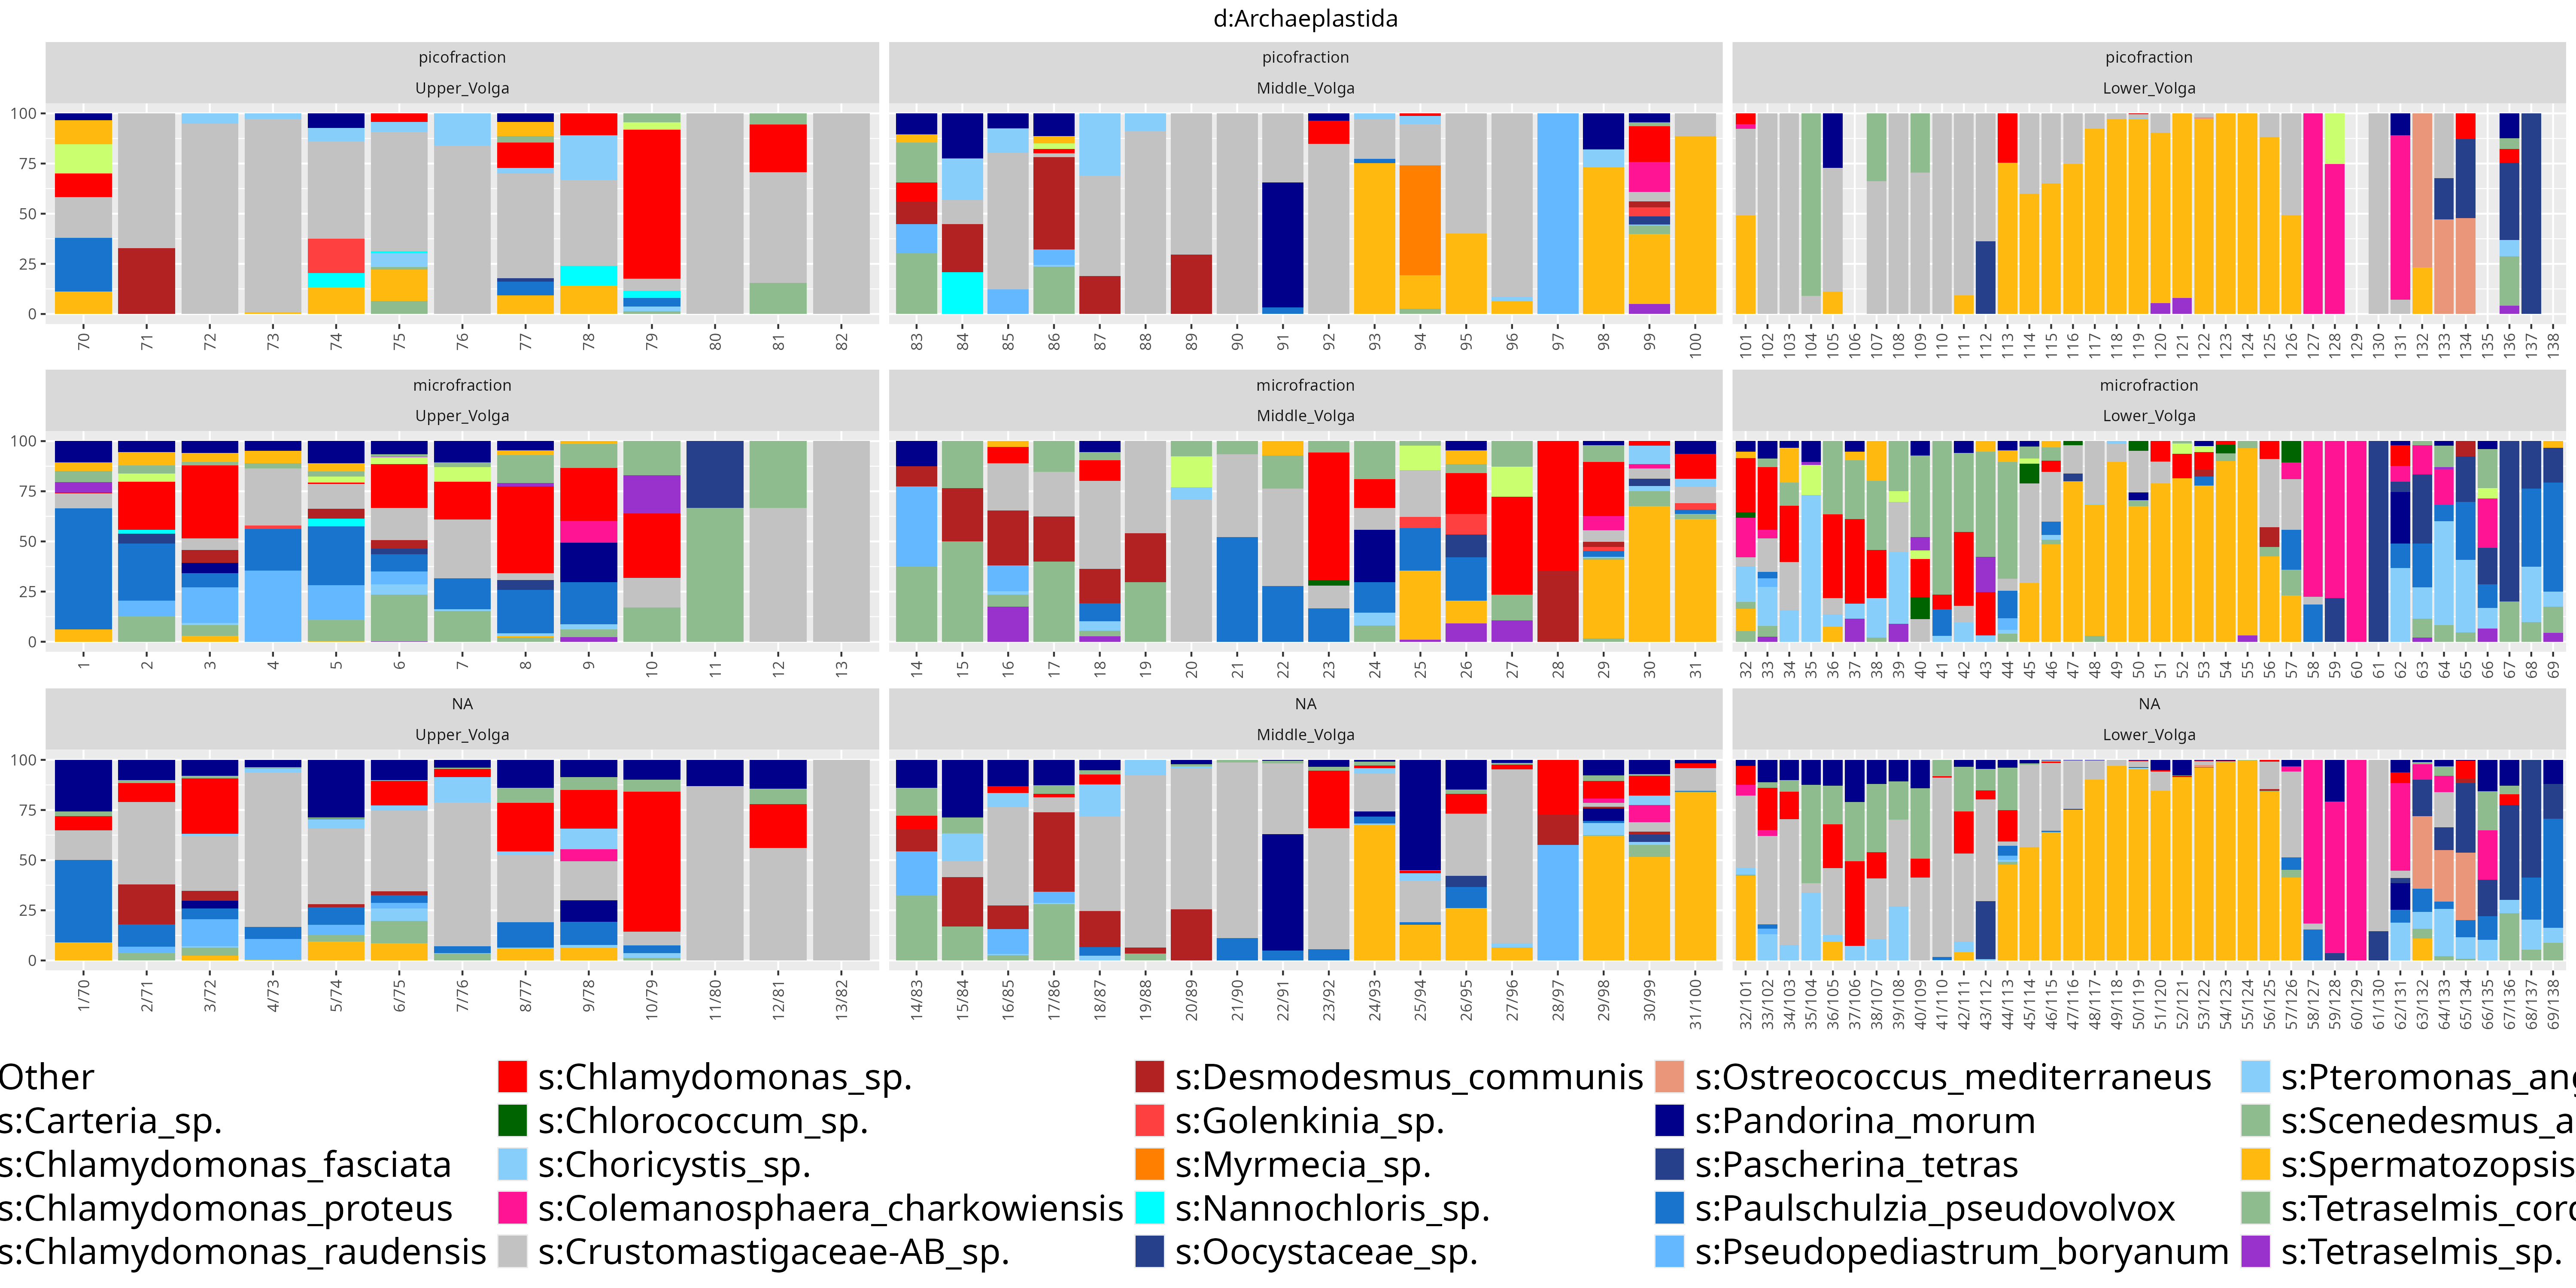 d:Archaeplastida
picofraction picofraction picofraction
Upper_Volga Middle_Volga Lower_Volga
100
75
50
25
0
70 71 72 73 74 75 76 77 78 79 80 81 82 83 84 85 86 87 88 89 90 91 92 93 94 95 96 97 98 99 100 101 102 103 104 105 106 107 108 109 110 111 112 113 114 115 116 117 118 119 120 121 122 123 124 125 126 127 128 129 130 131 132 133 134 135 136 137 138
microfraction microfraction microfraction
Upper_Volga Middle_Volga Lower_Volga
100
75
50
25
0
1 2 3 4 5 6 7 8 9 10 11 12 13 14 15 16 17 18 19 20 21 22 23 24 25 26 27 28 29 30 31 32 33 34 35 36 37 38 39 40 41 42 43 44 45 46 47 48 49 50 51 52 53 54 55 56 57 58 59 60 61 62 63 64 65 66 67 68 69
NA NA NA
Upper_Volga Middle_Volga Lower_Volga
100
75
50
25
0
1/70 2/71 3/72 4/73 5/74 6/75 7/76 8/77 9/78 10/79 11/80 12/81 13/82 14/83 15/84 16/85 17/86 18/87 19/88 20/89 21/90 22/91 23/92 24/93 25/94 26/95 27/96 28/97 29/98 30/99 31/100 32/101 33/102 34/103 35/104 36/105 37/106 38/107 39/108 40/109 41/110 42/111 43/112 44/113 45/114 46/115 47/116 48/117 49/118 50/119 51/120 52/121 53/122 54/123 55/124 56/125 57/126 58/127 59/128 60/129 61/130 62/131 63/132 64/133 65/134 66/135 67/136 68/137 69/138
Other s:Chlamydomonas_sp. s:Desmodesmus_communis s:Ostreococcus_mediterraneus s:Pteromonas_an
s:Carteria_sp. s:Chlorococcum_sp. s:Golenkinia_sp. s:Pandorina_morum s:Scenedesmus_a
s:Chlamydomonas_fasciata s:Choricystis_sp. s:Myrmecia_sp. s:Pascherina_tetras s:Spermatozopsis
s:Chlamydomonas_proteus s:Colemanosphaera_charkowiensis s:Nannochloris_sp. s:Paulschulzia_pseudovolvox s:Tetraselmis_cord
s:Chlamydomonas_raudensis s:Crustomastigaceae-AB_sp. s:Oocystaceae_sp. s:Pseudopediastrum_boryanum s:Tetraselmis_sp.